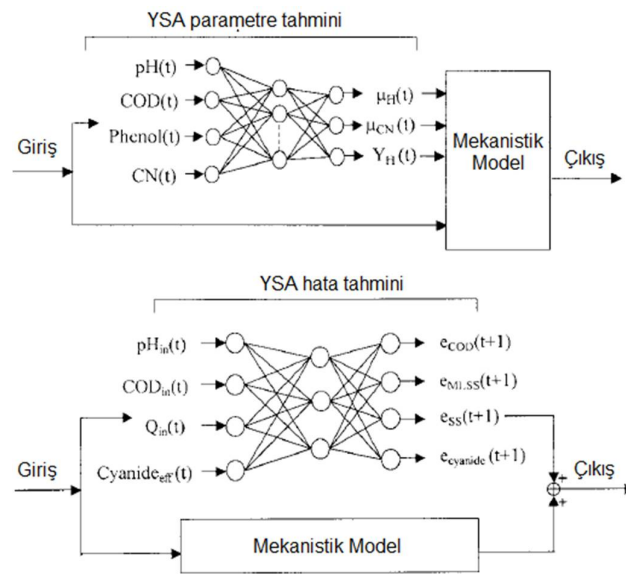 YSA parametre tahmini
pH(t)
COD(t)
Phenol(t)
CN(t)
μH(t)
μCN(t)
YH(t)
Giriş
Mekanistik
Model
Çıkış
YSA hata tahmini
pHin(t)
CODin(t)
Qin(t)
Cyanideeff(t)
eCOD(t+1)
eMLSS(t+1)
eSS(t+1)
ecyanide(t+1)
Giriş
Çıkış
+
+
Mekanistik Model